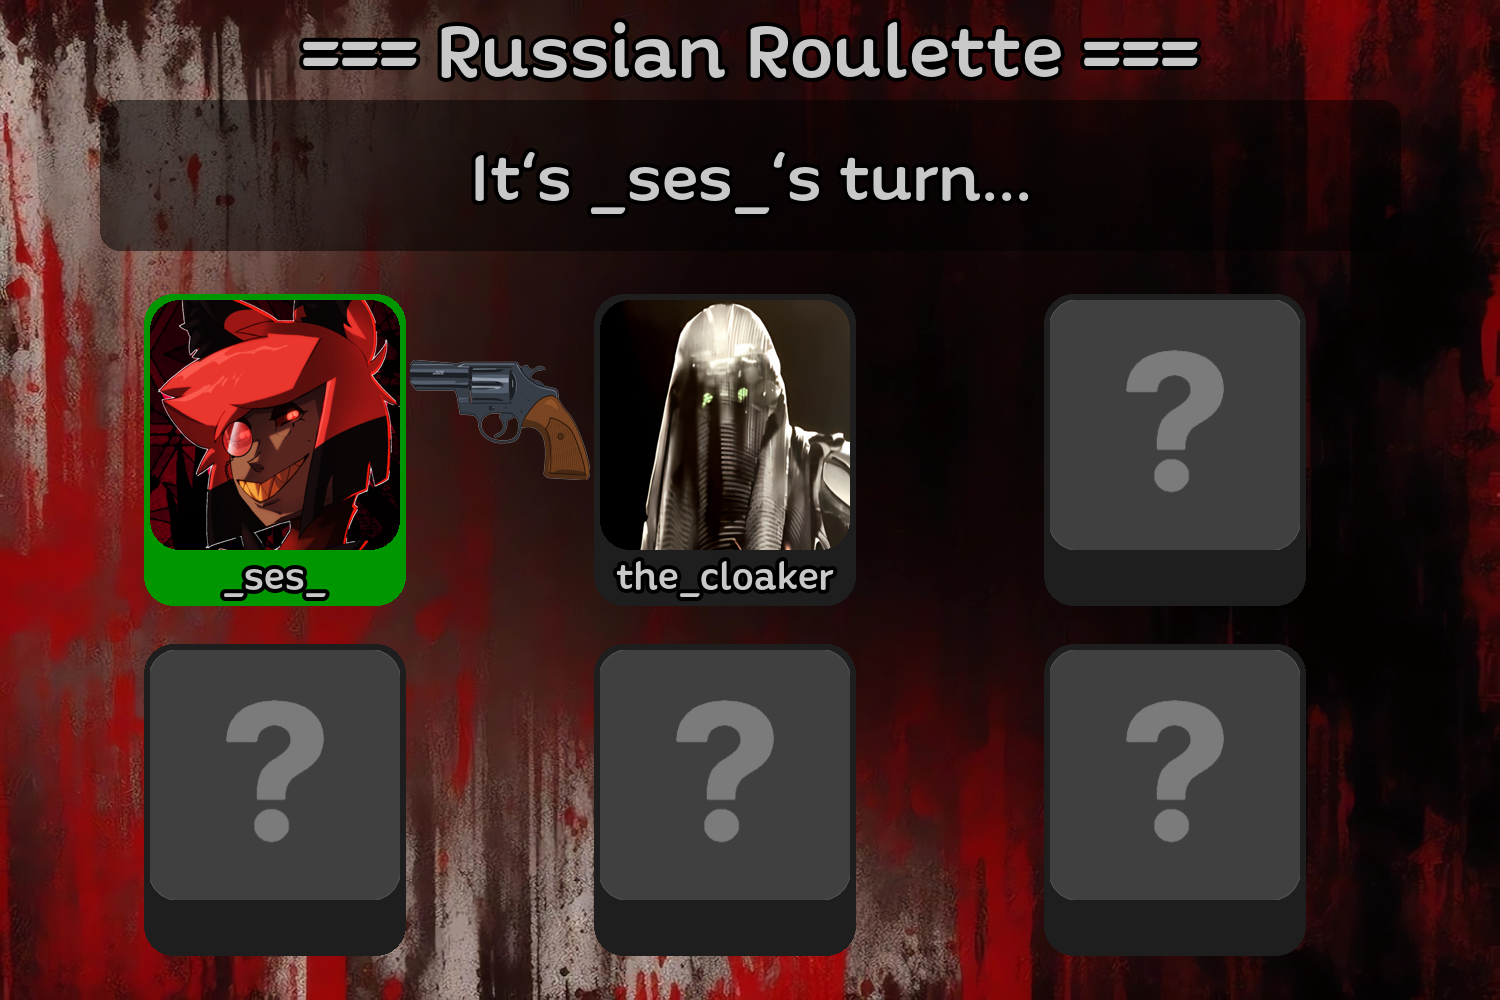 === Russian Roulette ===
It‘s _ses_‘s turn...
_ses_
the_cloaker
?
?
?
?